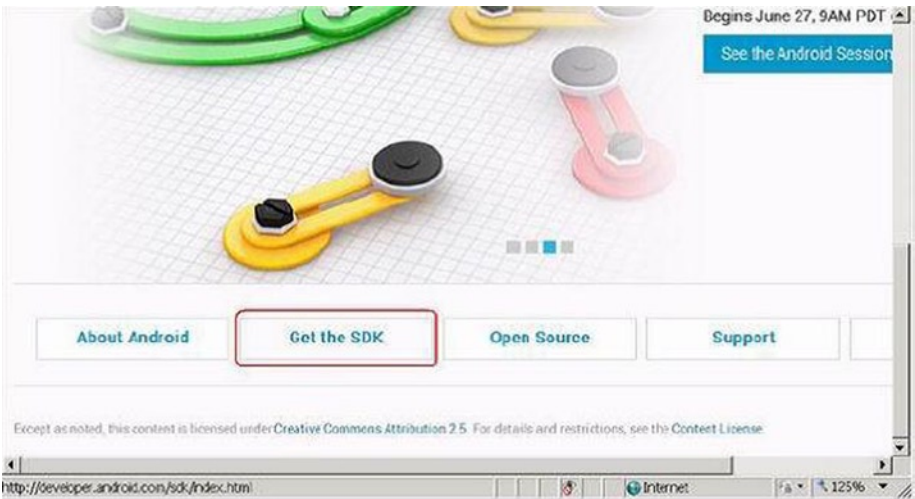 Begins June 27, 9AM PDT
See the Android Session
About Android
Get the SDK
Open Source
Support
Except as noted, this content is licensed under Creative Commons Attribution 2.5. For details and restrictions, see the Content License.
http://developer.android.com/sdk/index.html
Internet
125%